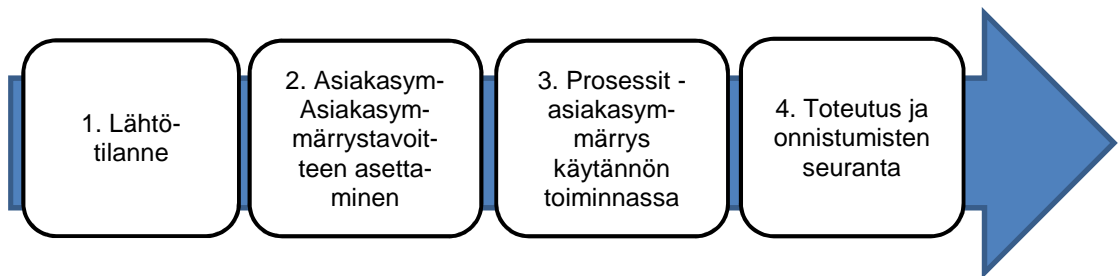 1. Lähtö-
tilanne
2. Asiakasym-
Asiakasym-
märrystavoit-
teen asetta-
minen
3. Prosessit -
asiakasym-
märrys
käytännön
toiminnassa
4. Toteutus ja
onnistumisten
seuranta